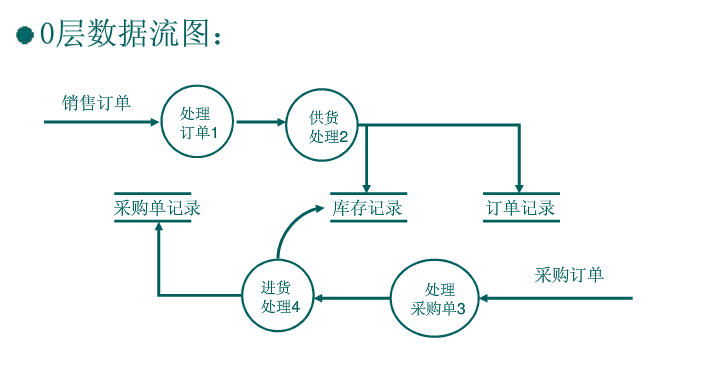 0层数据流图：
销售订单
处理
订单1
供货
处理2
采购单记录
库存记录
订单记录
进货
处理4
处理
采购单3
采购订单